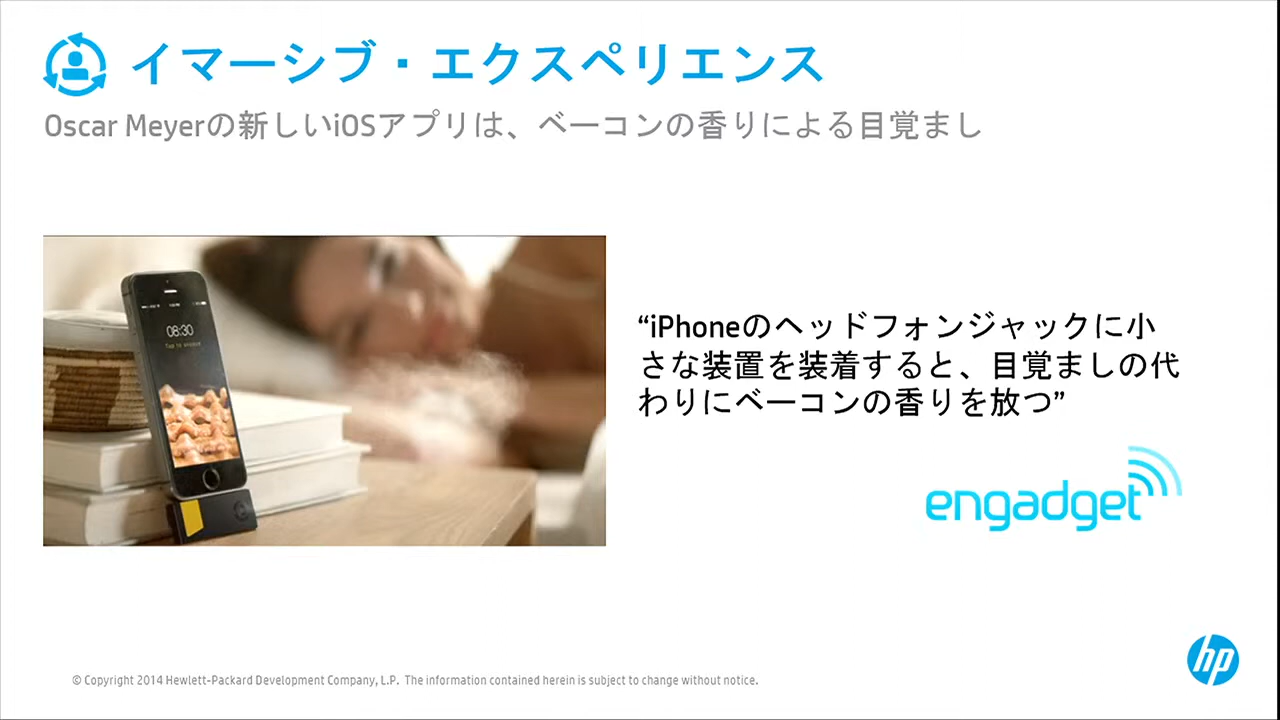 イマーシブ・エクスペリエンス
Oscar Meyerの新しいiOSアプリは、ベーコンの香りによる目覚まし
08:30
“iPhoneのヘッドフォンジャックに小
さな装置を装着すると、目覚ましの代
わりにベーコンの香りを放つ”
engadget
hp
© Copyright 2014 Hewlett-Packard Development Company, L.P. The information contained herein is subject to change without notice.